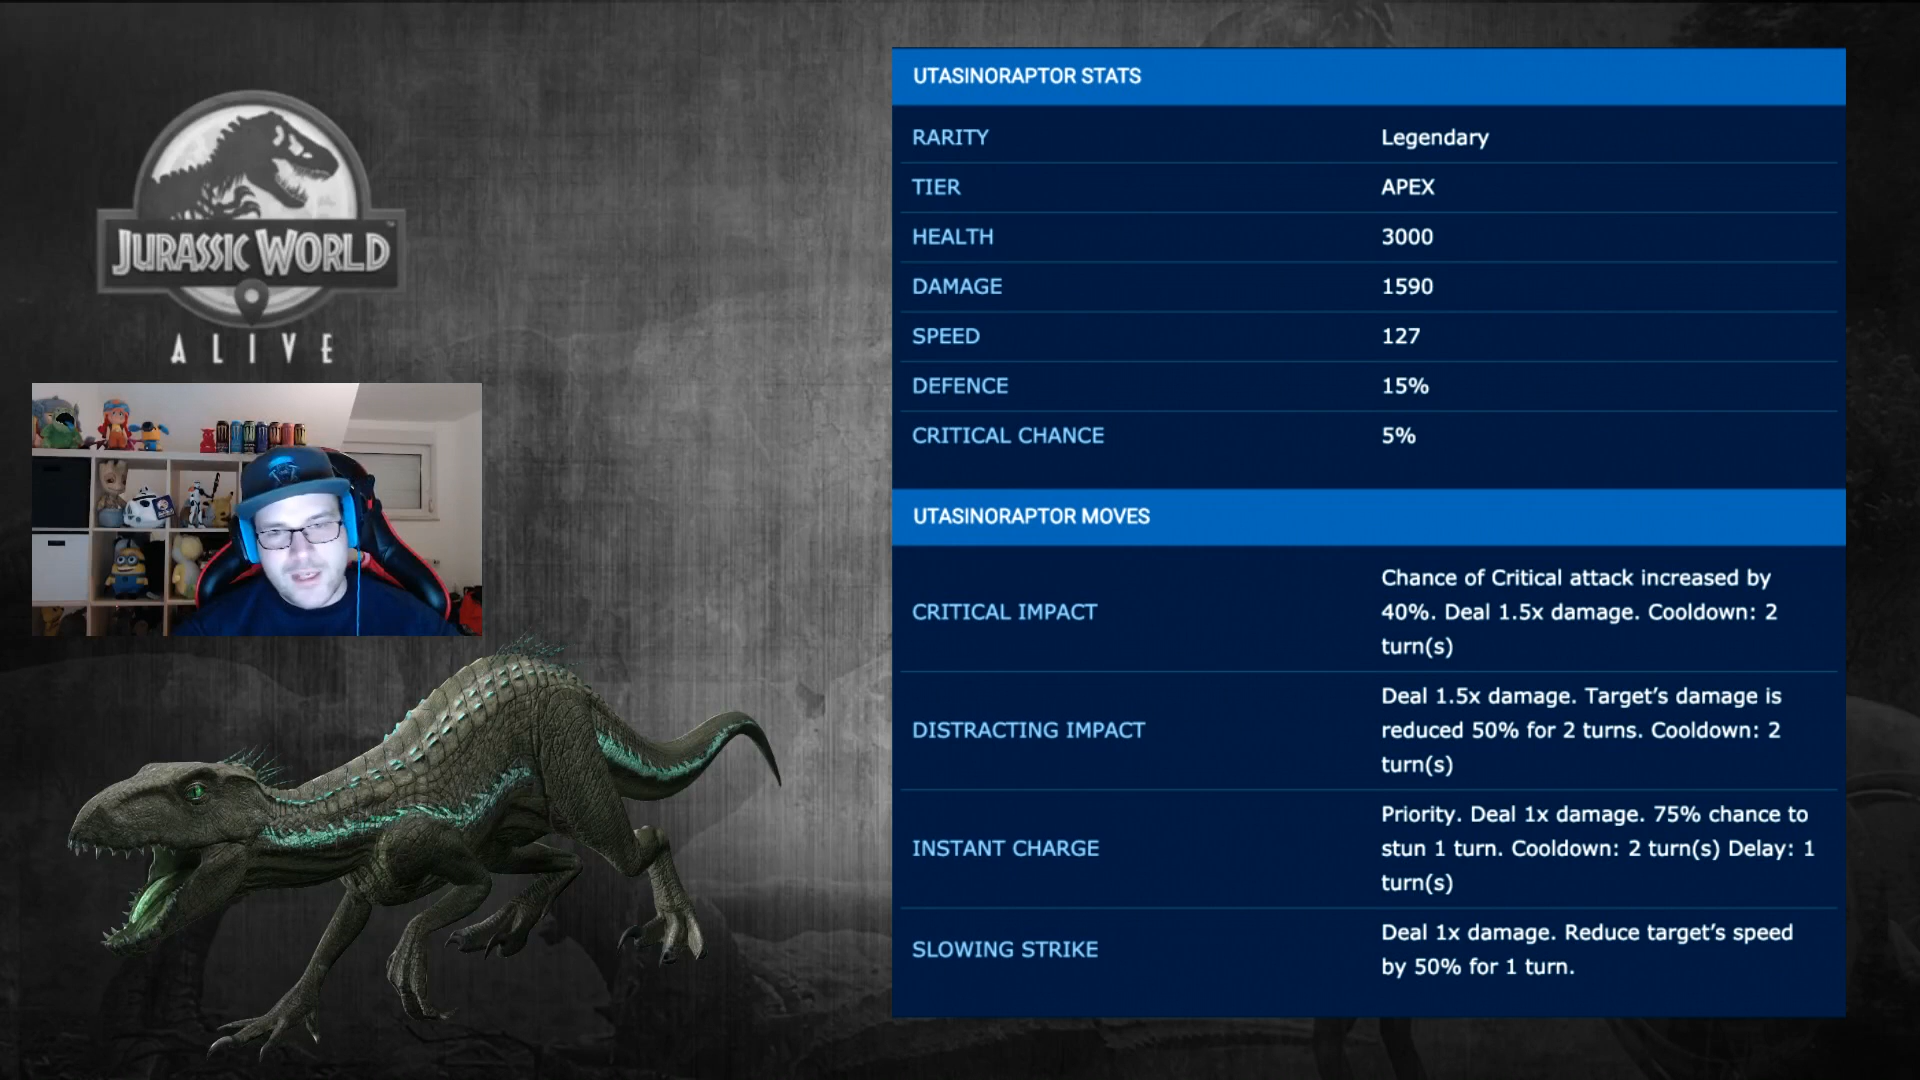 JURASSIC WORLD
ALIVE
UTASINORAPTOR STATS
RARITY Legendary
TIER APEX
HEALTH 3000
DAMAGE 1590
SPEED 127
DEFENCE 15%
CRITICAL CHANCE 5%
UTASINORAPTOR MOVES
Chance of Critical attack increased by
CRITICAL IMPACT 40%. Deal 1.5x damage. Cooldown: 2
turn(s)
Deal 1.5x damage. Target's damage is
DISTRACTING IMPACT reduced 50% for 2 turns. Cooldown: 2
turn(s)
Priority. Deal 1x damage. 75% chance to
INSTANT CHARGE stun 1 turn. Cooldown: 2 turn(s) Delay: 1
turn(s)
Deal 1x damage. Reduce target's speed
SLOWING STRIKE
by 50% for 1 turn.